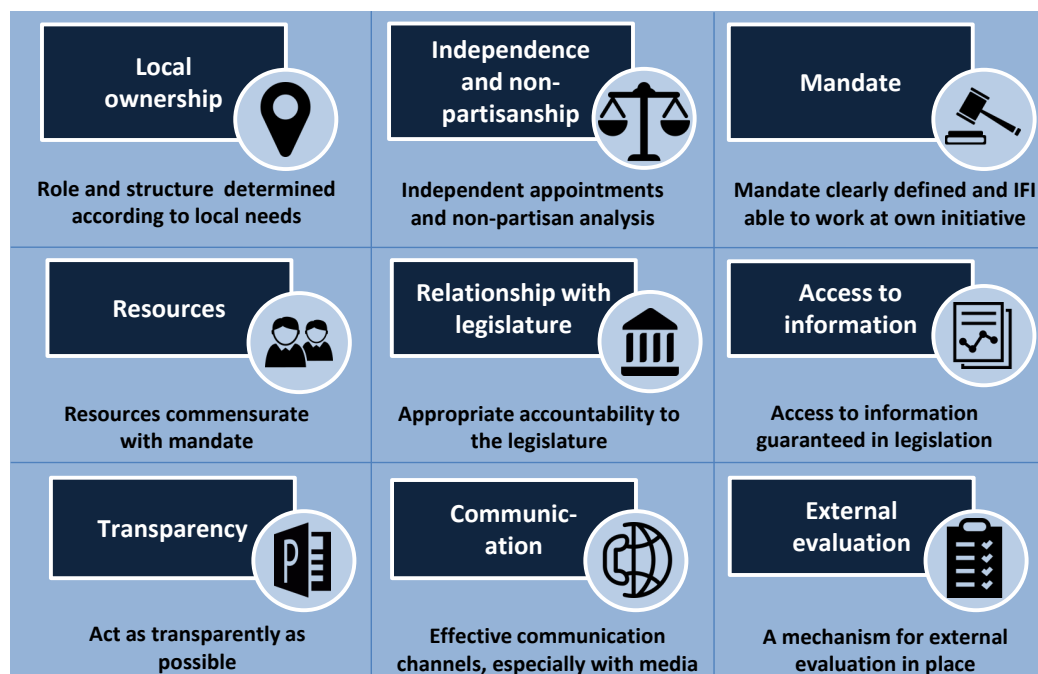 Local
ownership
Role and structure determined
according to local needs
Independence
and non-
partisanship
Independent appointments
and non-partisan analysis
Mandate
Mandate clearly defined and IFI
able to work at own initiative
Resources
Resources commensurate
with mandate
Relationship with
legislature
Appropriate accountability to
the legislature
Access to
information
Access to information
guaranteed in legislation
Transparency
P
Act as transparently as
possible
Communic-
ation
Effective communication
channels, especially with media
External
evaluation
A mechanism for external
evaluation in place